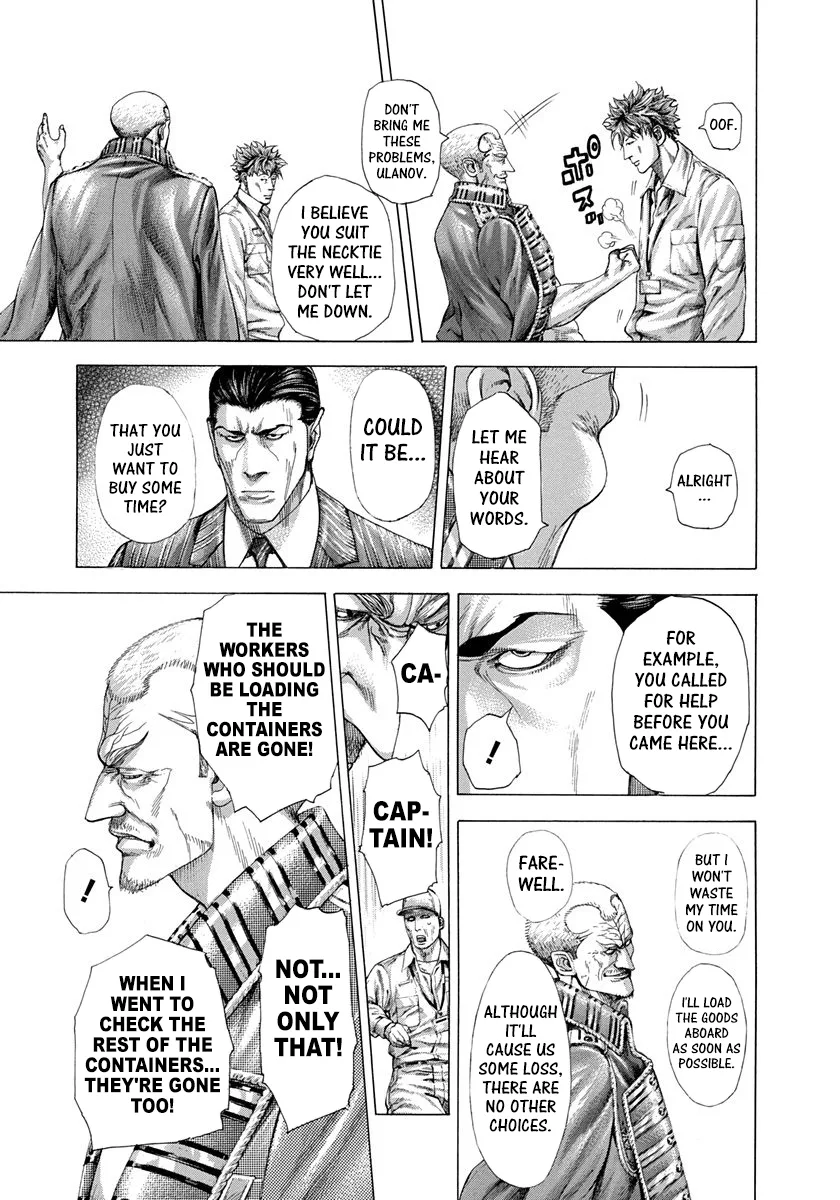 OOF.
ポスッ
DON'T
BRING ME
THESE
PROBLEMS,
ULANOV.
I BELIEVE
YOU SUIT
THE NECKTIE
VERY WELL...
DON'T LET
ME DOWN.
ALRIGHT
...
LET ME
HEAR
ABOUT
YOUR
WORDS.
COULD
IT BE...
THAT YOU
JUST
WANT TO
BUY SOME
TIME?
FOR
EXAMPLE,
YOU CALLED
FOR HELP
BEFORE YOU
CAME HERE...
!
BUT I
WON'T
WASTE
MY TIME
ON YOU.
I'LL LOAD
THE GOODS
ABOARD
AS SOON AS
POSSIBLE.
FARE-
WELL.
ALTHOUGH
IT'LL
CAUSE US
SOME LOSS,
THERE ARE
NO OTHER
CHOICES.
CA-
CAP-
TAIN!
THE
WORKERS
WHO SHOULD
BE LOADING
THE
CONTAINERS
ARE GONE!
!
NOT...
NOT
ONLY
THAT!
WHEN I
WENT TO
CHECK THE
REST OF THE
CONTAINERS...
THEY'RE GONE
TOO!